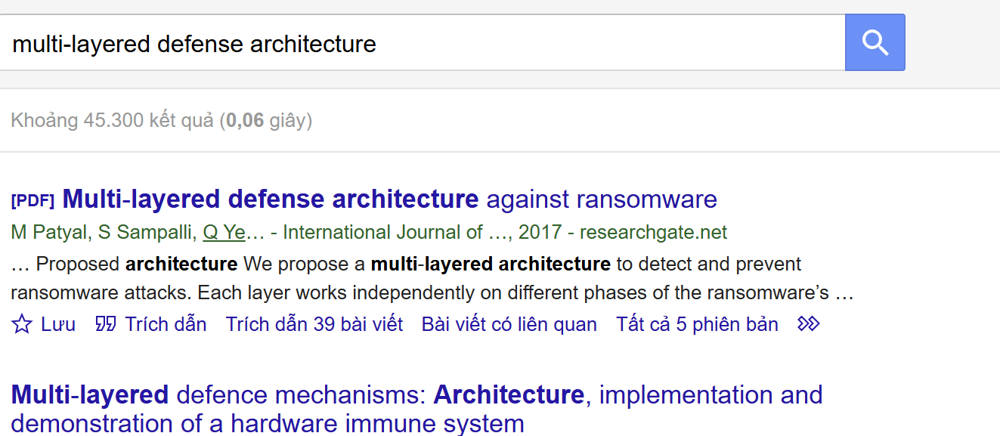 multi-layered defense architecture
Khoảng 45.300 kết quả (0,06 giây)
[PDF] Multi-layered defense architecture against ransomware
M Patyal, S Sampalli, Q Ye… - International Journal of …, 2017 - researchgate.net
… Proposed architecture We propose a multi-layered architecture to detect and prevent
ransomware attacks. Each layer works independently on different phases of the ransomware’s …
Lưu Trích dẫn Trích dẫn 39 bài viết Bài viết có liên quan Tất cả 5 phiên bản
Multi-layered defence mechanisms: Architecture, implementation and
demonstration of a hardware immune system